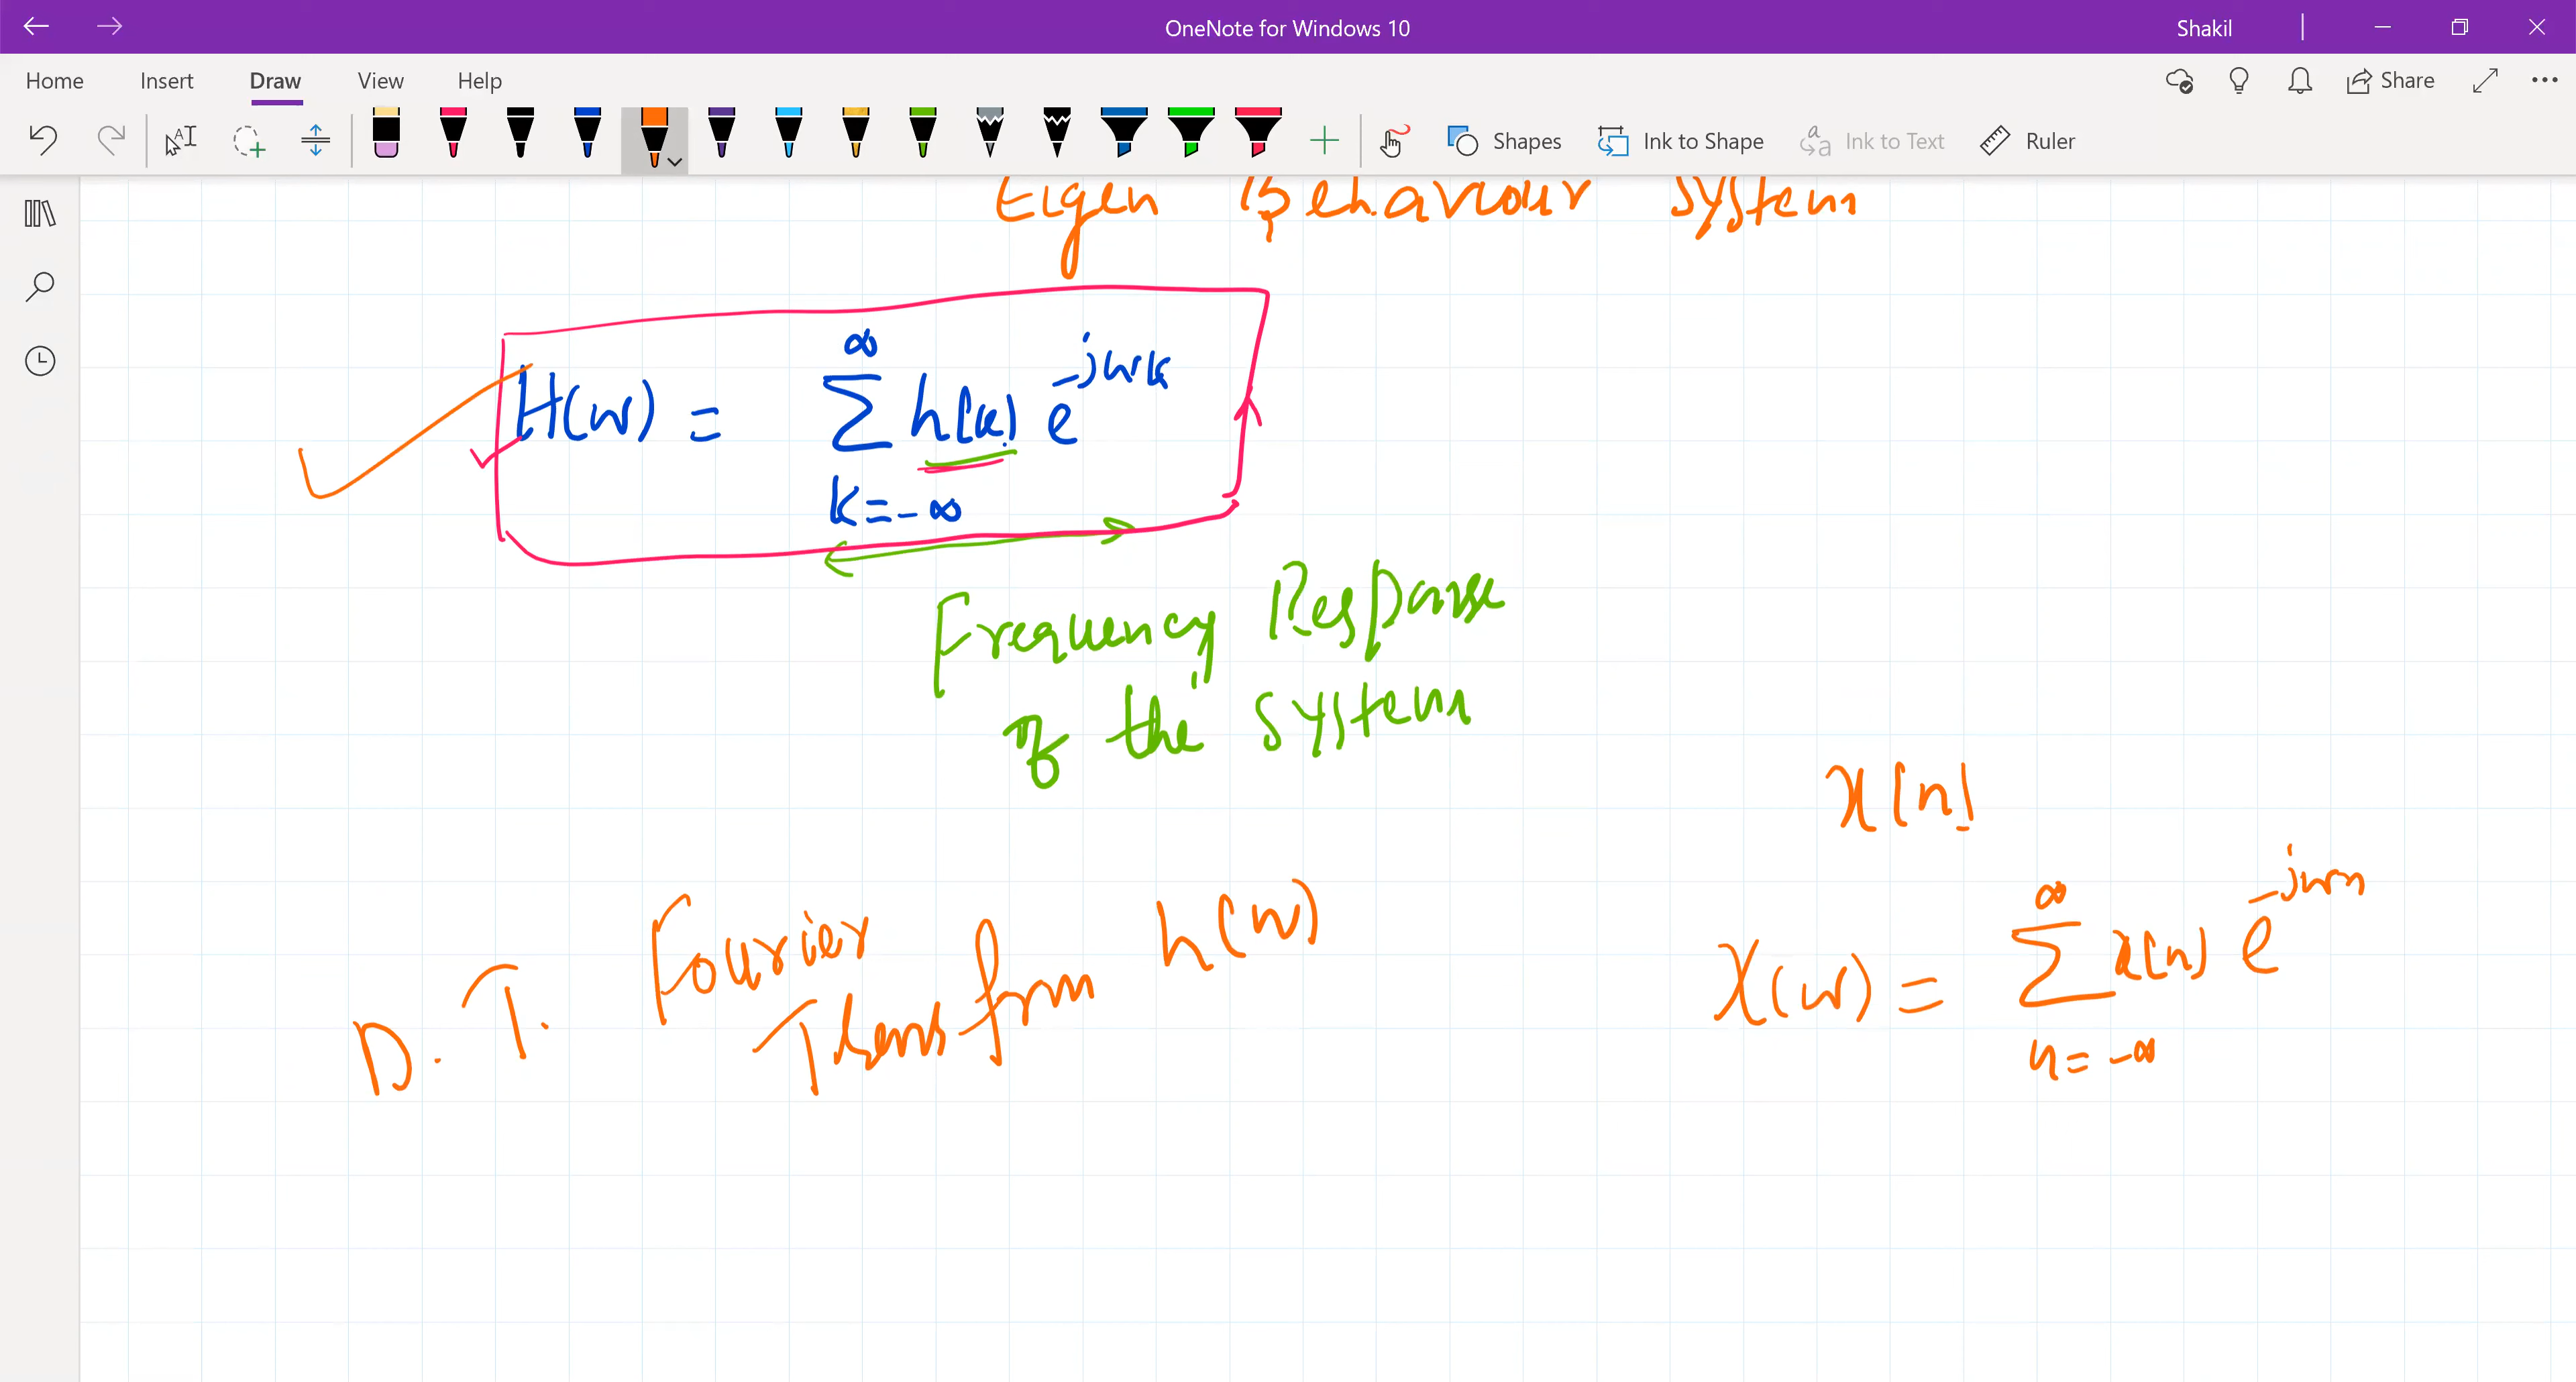 OneNote for Windows 10
Shakil
Home Insert Draw View Help
Share
Shapes Ink to Shape Ink to Text Ruler
Eigen Behaviour System
H(w) = ∞ ∑ k=-∞ h[k] e^-jwk
Frequency Response
of the system
x[n]
D.T. Fourier Transfrom h(w)
X(w) = ∞ ∑ n=-∞ x[n] e^-jwn